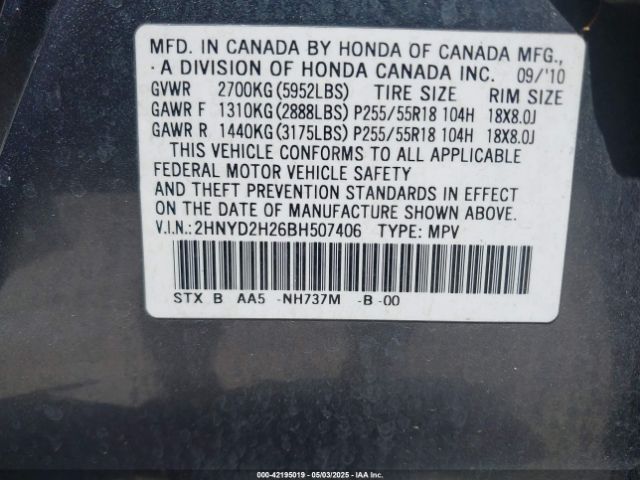 MFD. IN CANADA BY HONDA OF CANADA MFG.,
A DIVISION OF HONDA CANADA INC. 09/'10
GVWR 2700KG(5952LBS) TIRE SIZE RIM SIZE
GAWR F 1310KG(2888LBS) P255/55R18 104H 18X8.0J
GAWR R 1440KG(3175LBS) P255/55R18 104H 18X8.0J
THIS VEHICLE CONFORMS TO ALL APPLICABLE
FEDERAL MOTOR VEHICLE SAFETY
AND THEFT PREVENTION STANDARDS IN EFFECT
ON THE DATE OF MANUFACTURE SHOWN ABOVE.
V.I.N.: 2HNYD2H26BH507406 TYPE: MPV
STX B AA5 -NH737M -B -00
000-42195019 - 05/03/2025 - IAA Inc.